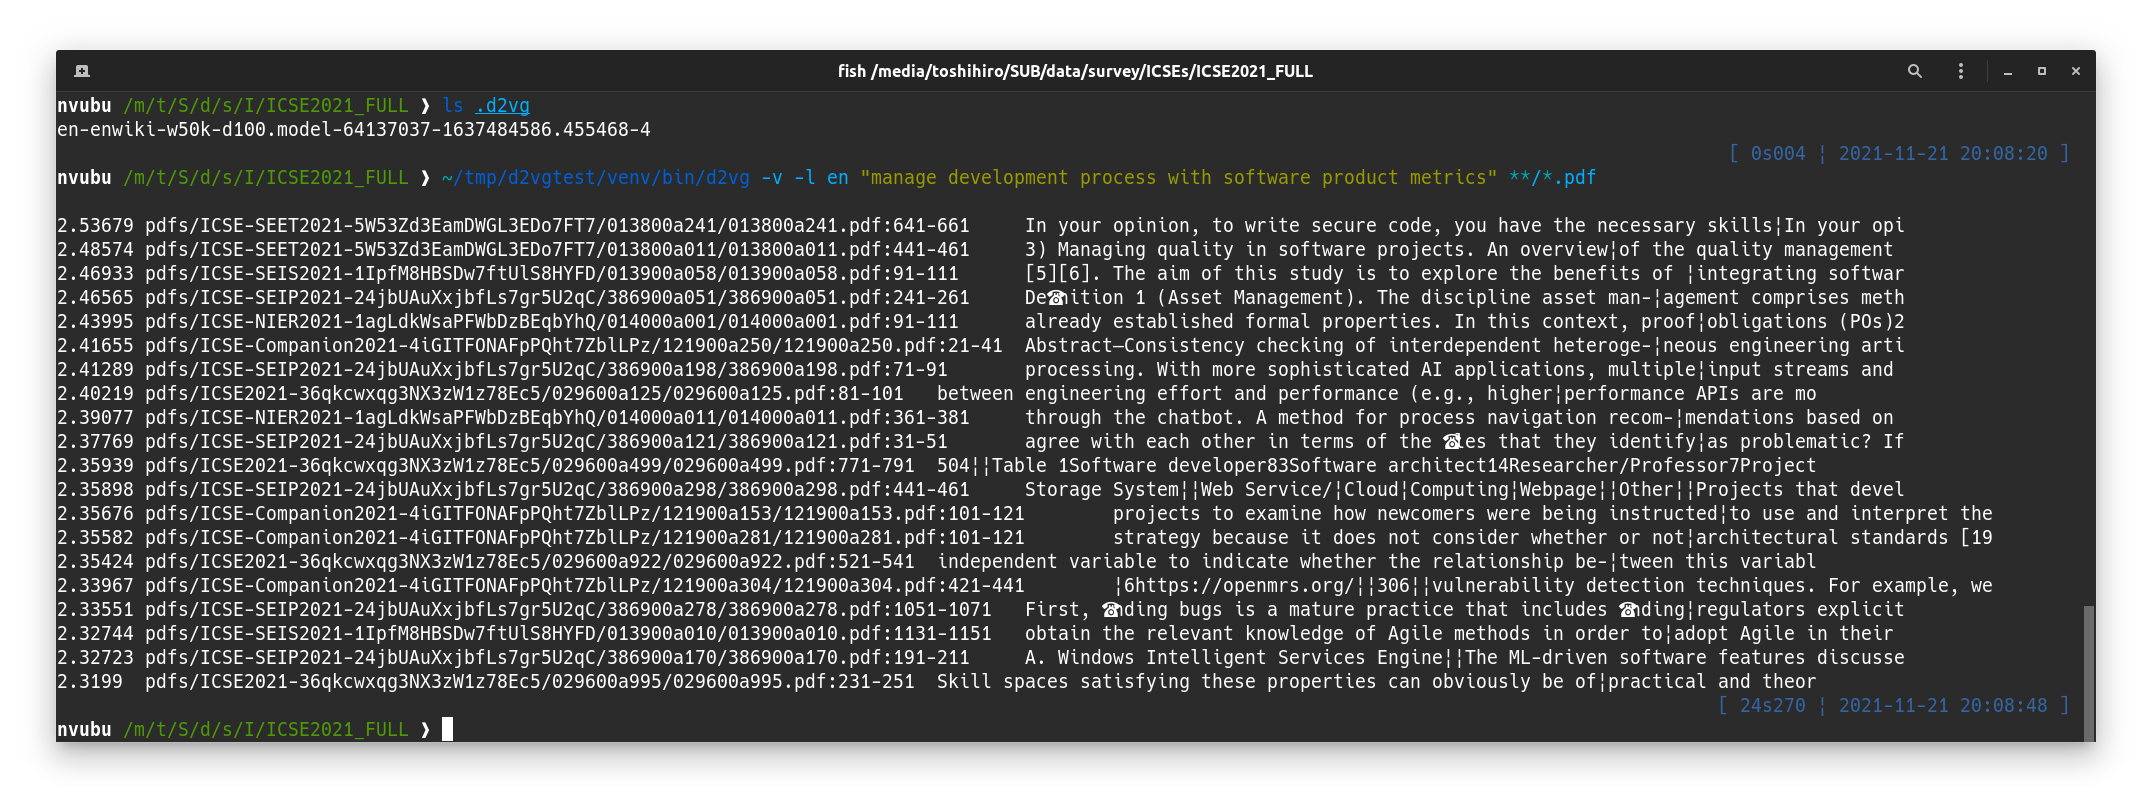 fish /media/toshihiro/SUB/data/survey/ICSEs/ICSE2021_FULL
nvubu /m/t/S/d/s/I/ICSE2021_FULL ❯ ls .d2vg
en-enwiki-w50k-d100.model-64137037-1637484586.455468-4
[ 0s004 ¦ 2021-11-21 20:08:20 ]
nvubu /m/t/S/d/s/I/ICSE2021_FULL ❯ ~/tmp/d2vgtest/venv/bin/d2vg -v -l en "manage development process with software product metrics" **/*.pdf
2.53679 pdfs/ICSE-SEET2021-5W53Zd3EamDWGL3EDo7FT7/013800a241/013800a241.pdf:641-661 In your opinion, to write secure code, you have the necessary skills¦In your opi
2.48574 pdfs/ICSE-SEET2021-5W53Zd3EamDWGL3EDo7FT7/013800a011/013800a011.pdf:441-461 3) Managing quality in software projects. An overview¦of the quality management
2.46933 pdfs/ICSE-SEIS2021-1IpfM8HBSDw7ftUlS8HYFD/013900a058/013900a058.pdf:91-111 [5][6]. The aim of this study is to explore the benefits of ¦integrating softwar
2.46565 pdfs/ICSE-SEIP2021-24jbUAuXxjbfLs7gr5U2qC/386900a051/386900a051.pdf:241-261 De☎nition 1 (Asset Management). The discipline asset man-¦agement comprises meth
2.43995 pdfs/ICSE-NIER2021-1agLdkWsaPFWbDzBEqbYhQ/014000a001/014000a001.pdf:91-111 already established formal properties. In this context, proof¦obligations (POs)2
2.41655 pdfs/ICSE-Companion2021-4iGITFONAFpPQht7ZblLPz/121900a250/121900a250.pdf:21-41 Abstract—Consistency checking of interdependent heteroge-¦neous engineering arti
2.41289 pdfs/ICSE-SEIP2021-24jbUAuXxjbfLs7gr5U2qC/386900a198/386900a198.pdf:71-91 processing. With more sophisticated AI applications, multiple¦input streams and
2.40219 pdfs/ICSE2021-36qkcwxqg3NX3zW1z78Ec5/029600a125/029600a125.pdf:81-101 between engineering effort and performance (e.g., higher¦performance APIs are mo
2.39077 pdfs/ICSE-NIER2021-1agLdkWsaPFWbDzBEqbYhQ/014000a011/014000a011.pdf:361-381 through the chatbot. A method for process navigation recom-¦mendations based on
2.37769 pdfs/ICSE-SEIP2021-24jbUAuXxjbfLs7gr5U2qC/386900a121/386900a121.pdf:31-51 agree with each other in terms of the ☎les that they identify¦as problematic? If
2.35939 pdfs/ICSE2021-36qkcwxqg3NX3zW1z78Ec5/029600a499/029600a499.pdf:771-791 504¦¦Table 1Software developer83Software architect14Researcher/Professor7Project
2.35898 pdfs/ICSE-SEIP2021-24jbUAuXxjbfLs7gr5U2qC/386900a298/386900a298.pdf:441-461 Storage System¦¦Web Service/¦Cloud¦Computing¦Webpage¦¦Other¦¦Projects that devel
2.35676 pdfs/ICSE-Companion2021-4iGITFONAFpPQht7ZblLPz/121900a153/121900a153.pdf:101-121 projects to examine how newcomers were being instructed¦to use and interpret the
2.35582 pdfs/ICSE-Companion2021-4iGITFONAFpPQht7ZblLPz/121900a281/121900a281.pdf:101-121 strategy because it does not consider whether or not¦architectural standards [19
2.35424 pdfs/ICSE2021-36qkcwxqg3NX3zW1z78Ec5/029600a922/029600a922.pdf:521-541 independent variable to indicate whether the relationship be-¦tween this variabl
2.33967 pdfs/ICSE-Companion2021-4iGITFONAFpPQht7ZblLPz/121900a304/121900a304.pdf:421-441 ¦6https://openmrs.org/¦¦306¦¦vulnerability detection techniques. For example, we
2.33551 pdfs/ICSE-SEIP2021-24jbUAuXxjbfLs7gr5U2qC/386900a278/386900a278.pdf:1051-1071 First, ☎nding bugs is a mature practice that includes ☎nding¦regulators explicit
2.32744 pdfs/ICSE-SEIS2021-1IpfM8HBSDw7ftUlS8HYFD/013900a010/013900a010.pdf:1131-1151 obtain the relevant knowledge of Agile methods in order to¦adopt Agile in their
2.32723 pdfs/ICSE-SEIP2021-24jbUAuXxjbfLs7gr5U2qC/386900a170/386900a170.pdf:191-211 A. Windows Intelligent Services Engine¦¦The ML-driven software features discusse
2.3199 pdfs/ICSE2021-36qkcwxqg3NX3zW1z78Ec5/029600a995/029600a995.pdf:231-251 Skill spaces satisfying these properties can obviously be of¦practical and theor
[ 24s270 ¦ 2021-11-21 20:08:48 ]
nvubu /m/t/S/d/s/I/ICSE2021_FULL ❯